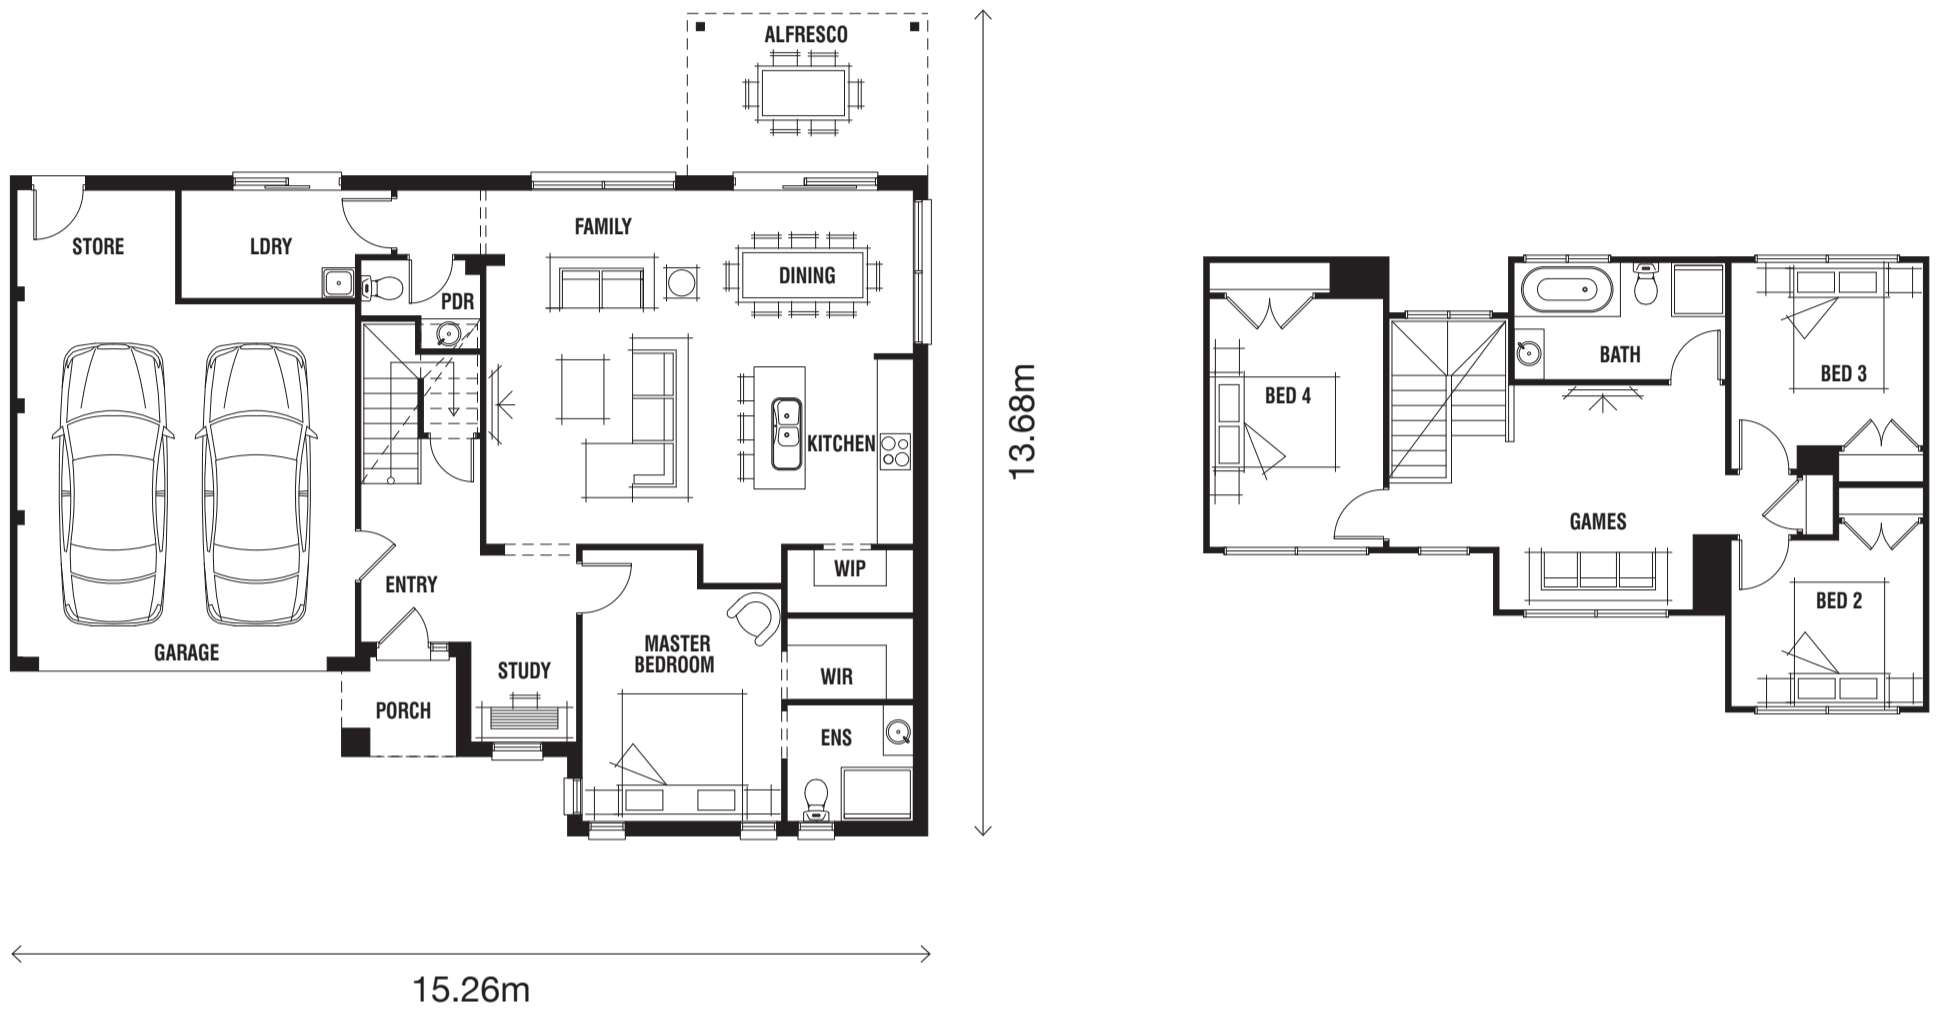 ALFRESCO
STORE
LDRY
FAMILY
DINING
PDR
KITCHEN
WIP
ENTRY
GARAGE
STUDY
MASTER
BEDROOM
WIR
PORCH
ENS
13.68m
15.26m
BATH
BED 3
BED 4
GAMES
BED 2